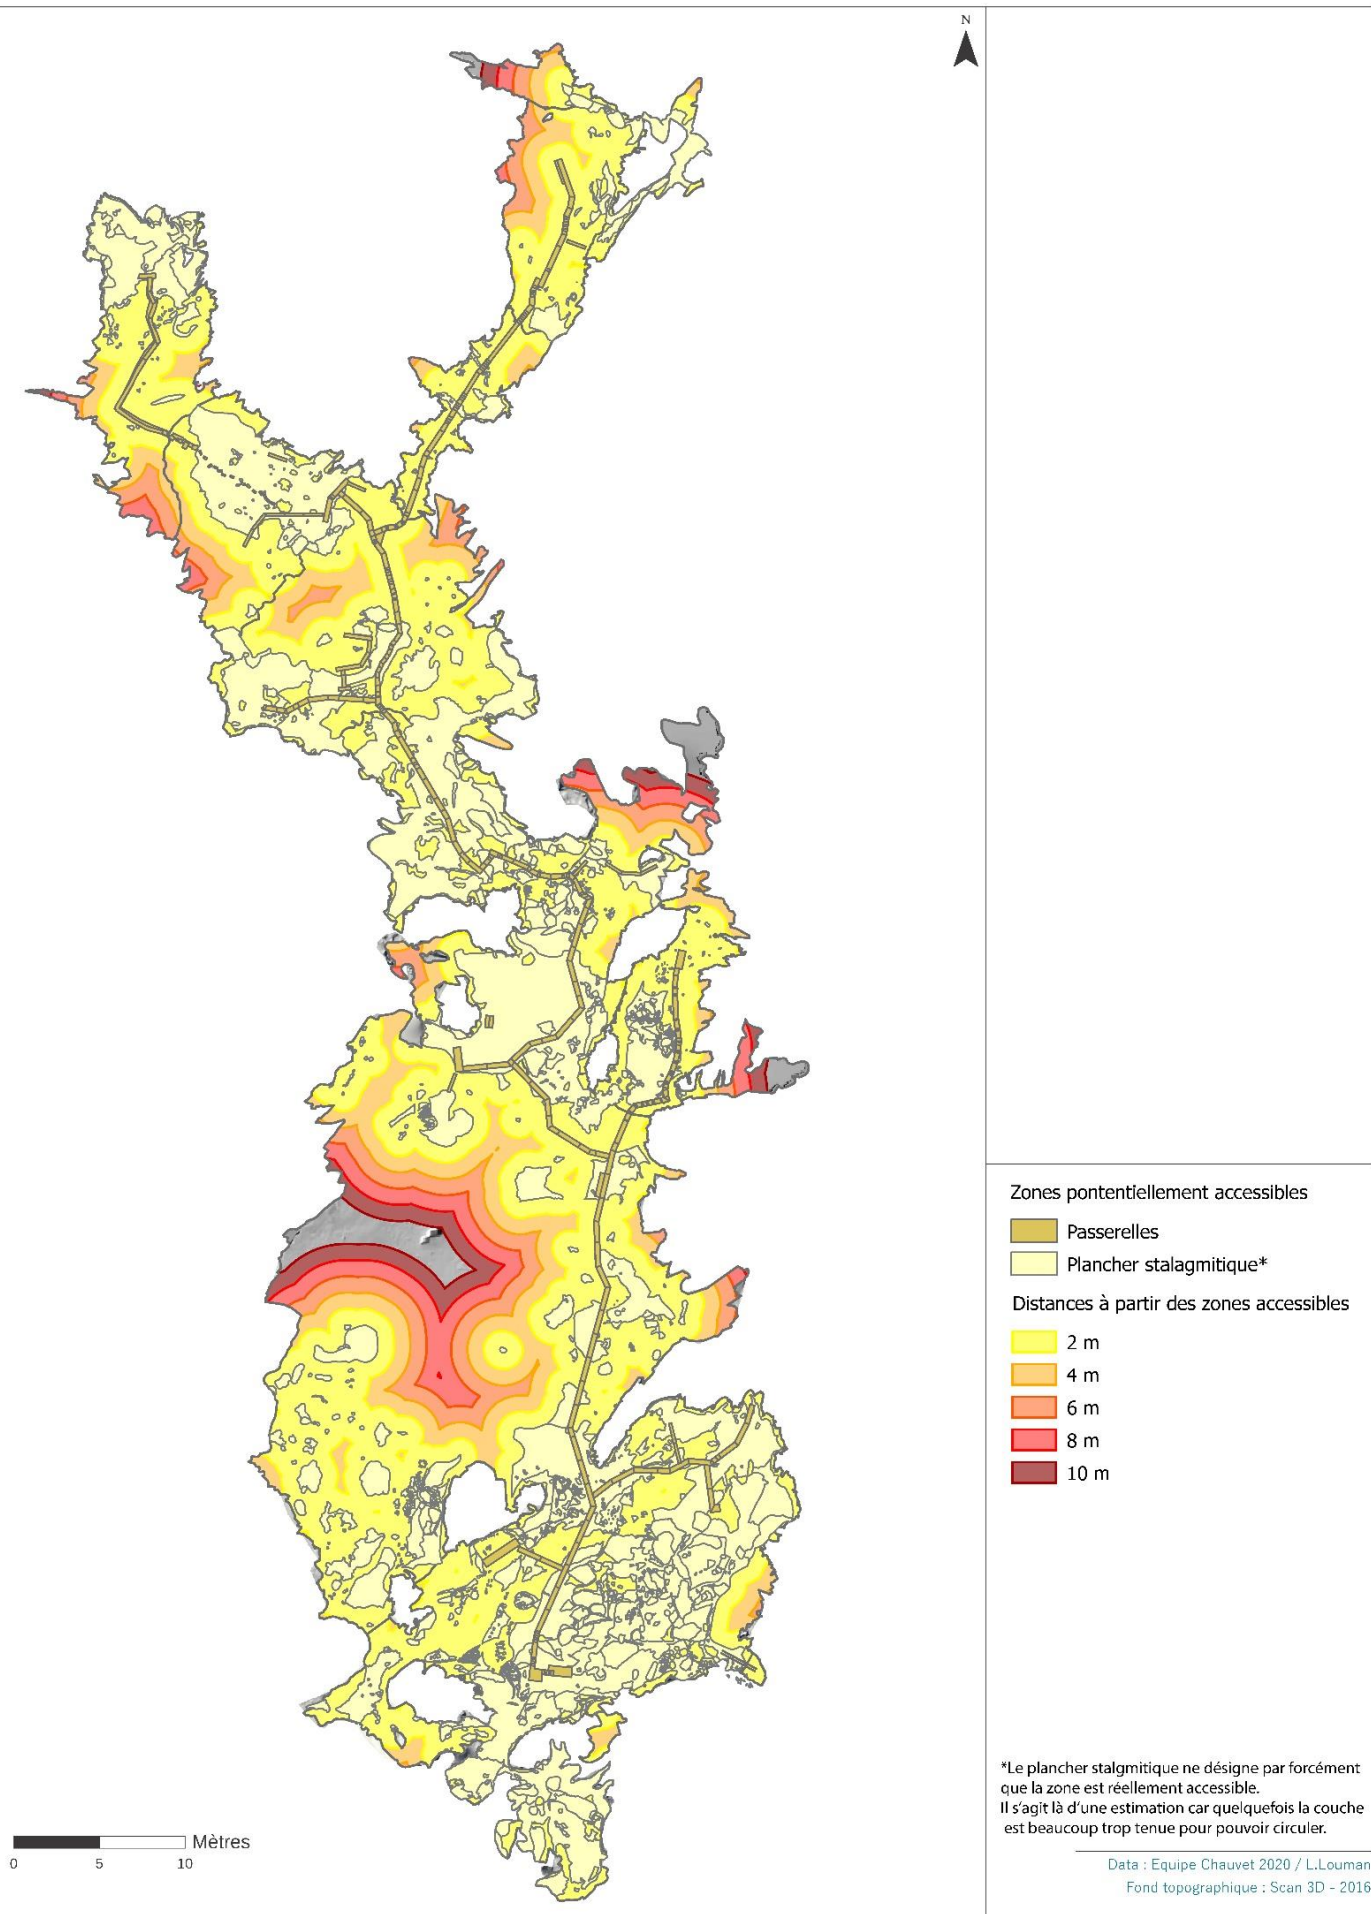 N
Zones pontentiellement accessibles
Passerelles
Plancher stalagmitique*
Distances à partir des zones accessibles
2 m
4 m
6 m
8 m
10 m
*Le plancher stalgmitique ne désigne par forcément
que la zone est réellement accessible.
Il s'agit là d'une estimation car quelquefois la couche
est beaucoup trop tenue pour pouvoir circuler.
Mètres
0 5 10
Data : Equipe Chauvet 2020 / L.Louman
Fond topographique : Scan 3D - 2016